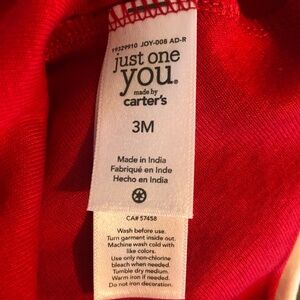 19329910 JOY-008 AD-R
just one
you.
made by
carter's
3M
Made in India
Fabriqué en Inde
Hecho en India
CA# 57458
Wash before use.
Turn garment inside out.
Machine wash cold with
like colors.
Use only non-chlorine
bleach when needed.
Tumble dry medium.
Warm iron if needed.
Do not iron decoration.